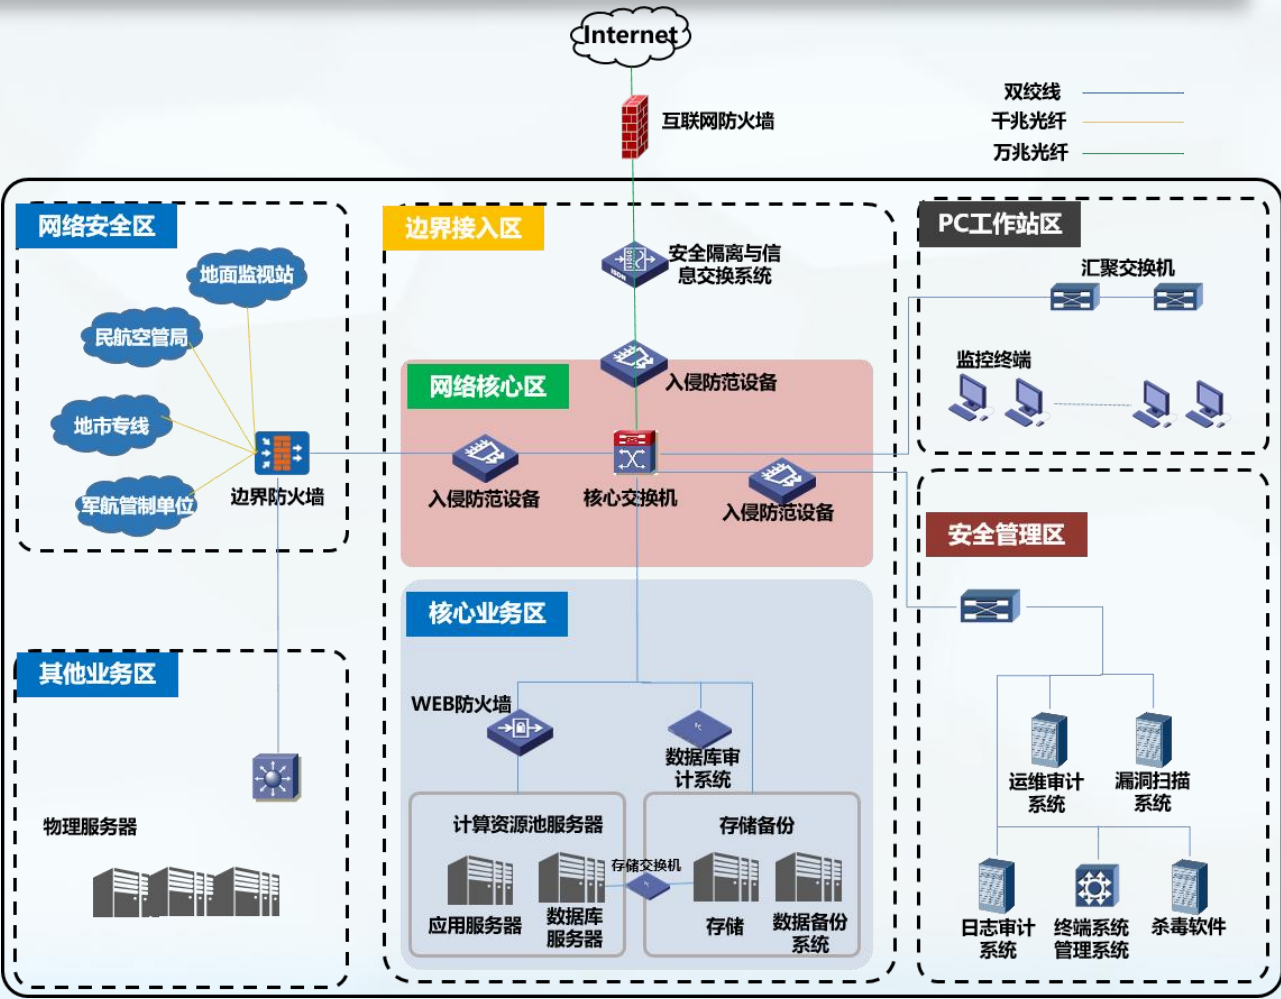 Internet
互联网防火墙
双绞线
千兆光纤
万兆光纤
网络安全区
地面监视站
民航空管局
地市专线
军航管制单位
边界防火墙
边界接入区
安全隔离与信
息交换系统
网络核心区
入侵防范设备
入侵防范设备
核心交换机
入侵防范设备
PC工作站区
汇聚交换机
监控终端
安全管理区
运维审计
系统
漏洞扫描
系统
日志审计
系统
终端系统
管理系统
杀毒软件
其他业务区
物理服务器
核心业务区
WEB防火墙
数据库审
计系统
计算资源池服务器
应用服务器
数据库
服务器
存储交换机
存储备份
存储
数据备份
系统